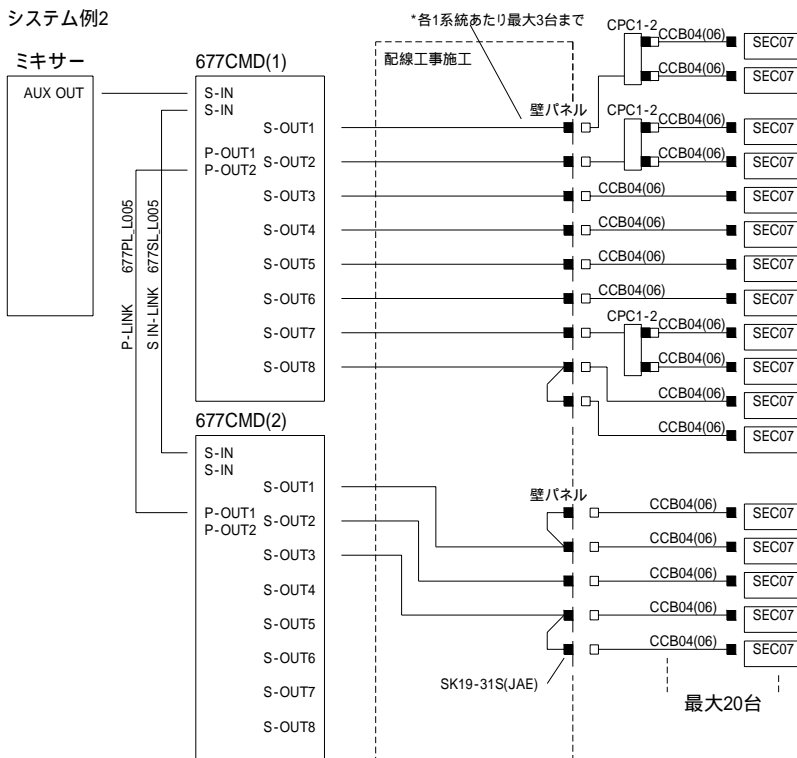 システム例2
*各1系統あたり最大3台まで
ミキサー
AUX OUT
677CMD(1)
S-IN
S-IN
S-OUT1
P-OUT1
P-OUT2
S-OUT2
S-OUT3
S-OUT4
S-OUT5
S-OUT6
S-OUT7
S-OUT8
P-LINK 677PL_L005
S IN-LINK 677SL_L005
配線工事施工
壁パネル
CPC1-2
CCB04(06)
SEC07
CCB04(06)
SEC07
CPC1-2
CCB04(06)
SEC07
CCB04(06)
SEC07
CCB04(06)
SEC07
CCB04(06)
SEC07
CCB04(06)
SEC07
CCB04(06)
SEC07
CPC1-2
CCB04(06)
SEC07
CCB04(06)
SEC07
CCB04(06)
SEC07
CCB04(06)
SEC07
677CMD(2)
S-IN
S-IN
S-OUT1
P-OUT1
P-OUT2
S-OUT2
S-OUT3
S-OUT4
S-OUT5
S-OUT6
S-OUT7
S-OUT8
壁パネル
CCB04(06)
SEC07
CCB04(06)
SEC07
CCB04(06)
SEC07
CCB04(06)
SEC07
CCB04(06)
SEC07
SK19-31S(JAE)
最大20台